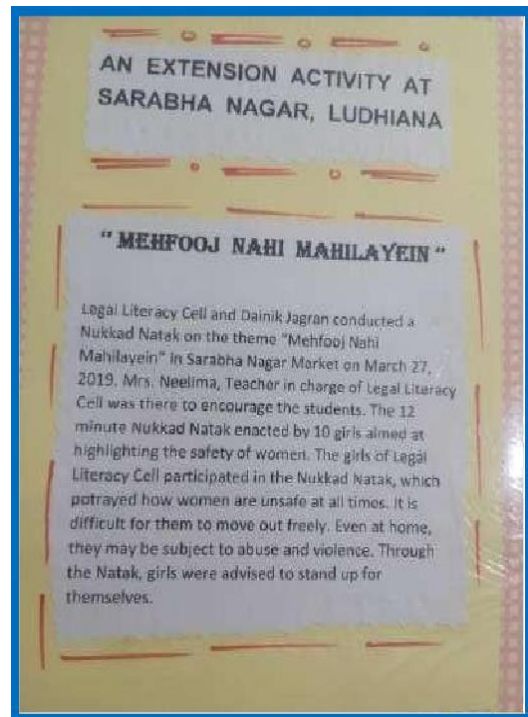 AN EXTENSION ACTIVITY AT
SARABHA NAGAR, LUDHIANA
“MEHFOOJ NAHI MAHILAYEIN“
Legal Literacy Cell and Dainik Jagran conducted a
Nukkad Natak on the theme “Mehfooj Nahi
Mahilayein” in Sarabha Nagar Market on March 27,
2019. Mrs. Neelima, Teacher in charge of Legal Literacy
Cell was there to encourage the students. The 12
minute Nukkad Natak enacted by 10 girls aimed at
highlighting the safety of women. The girls of Legal
Literacy Cell participated in the Nukkad Natak, which
potrayed how women are unsafe at all times. It is
difficult for them to move out freely. Even at home,
they may be subject to abuse and violence. Through
the Natak, girls were advised to stand up for
themselves.